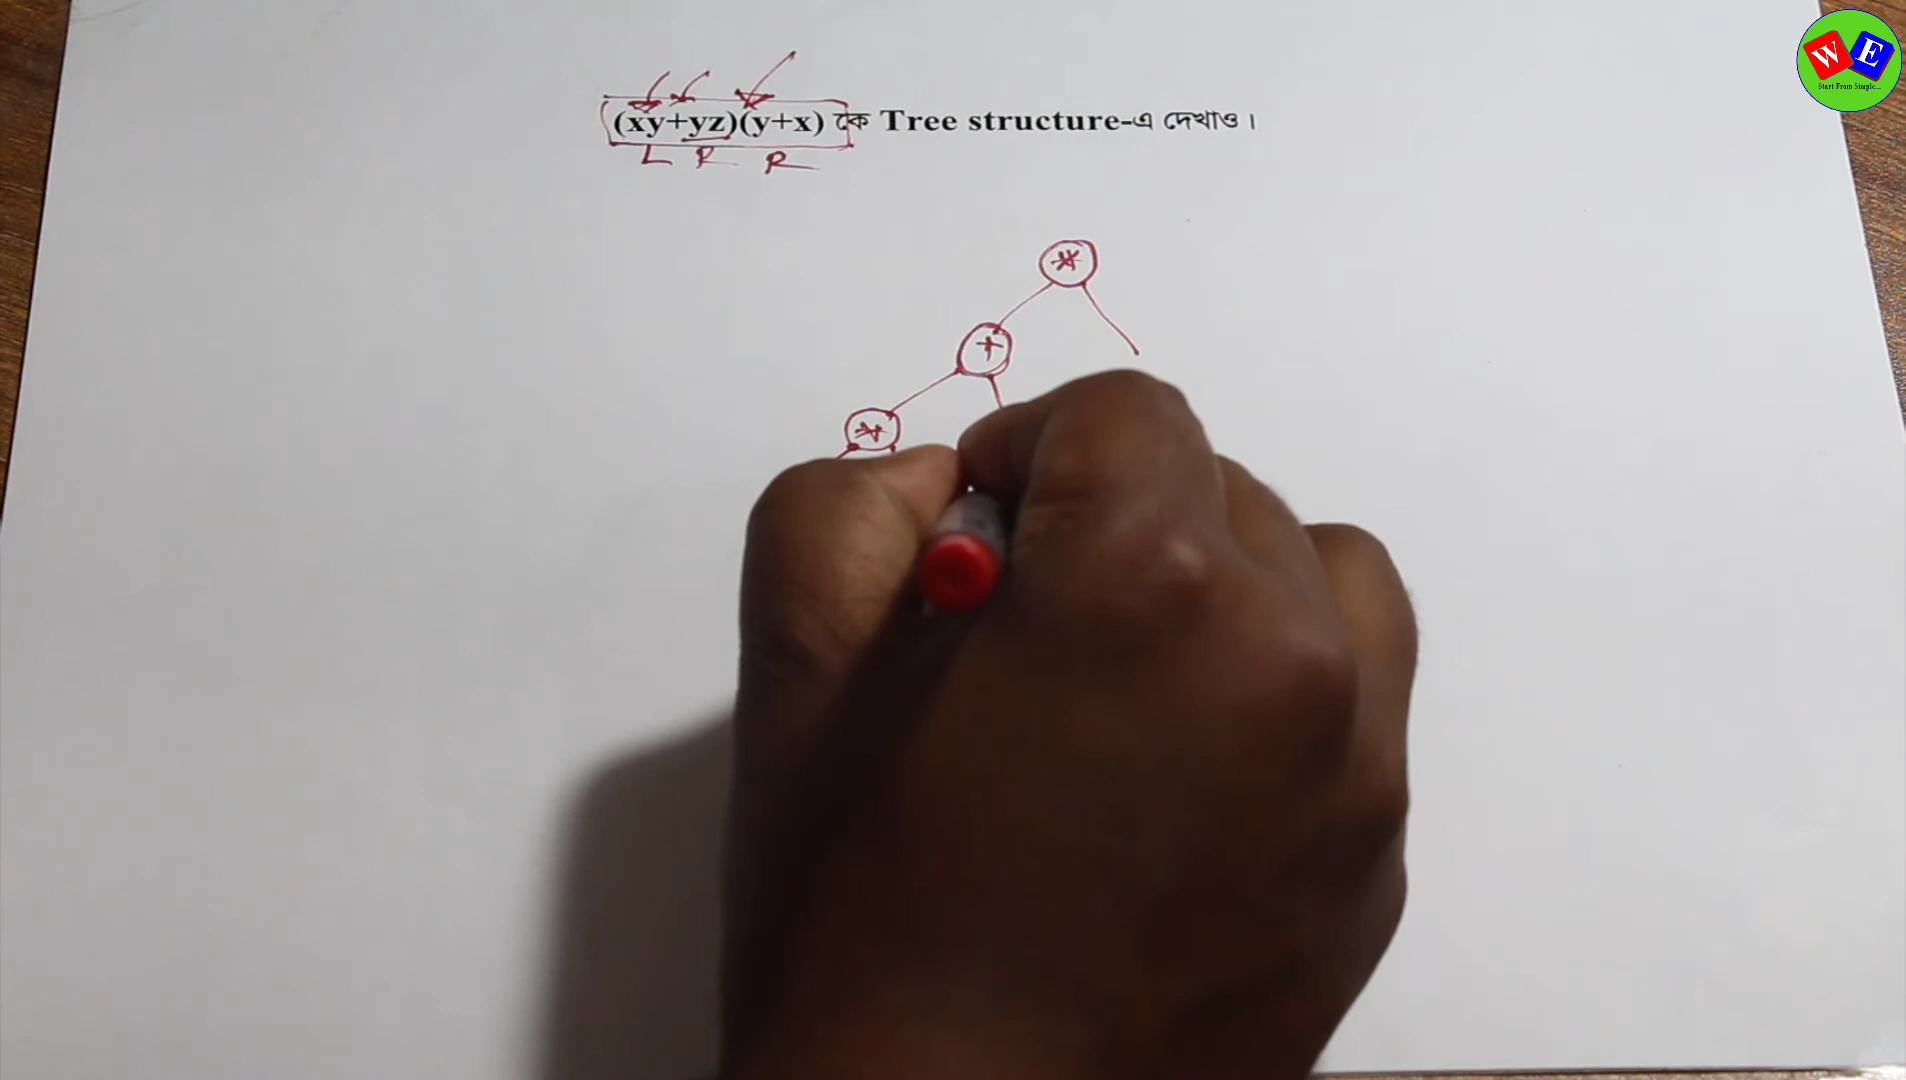 W E
Start From Simple...
(xy+yz)(y+x) কে Tree structure-এ দেখাও।
L R R
*
+
*